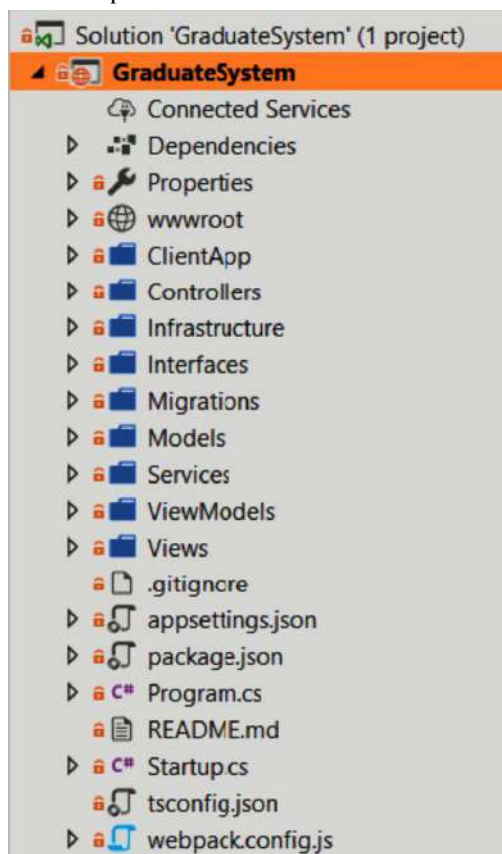 Solution 'GraduateSystem' (1 project)
GraduateSystem
Connected Services
Dependencies
Properties
wwwroot
ClientApp
Controllers
Infrastructure
Interfaces
Migrations
Models
Services
ViewModels
Views
.gitignore
appsettings.json
package.json
C# Program.cs
README.md
C# Startup.cs
tsconfig.json
webpack.config.js